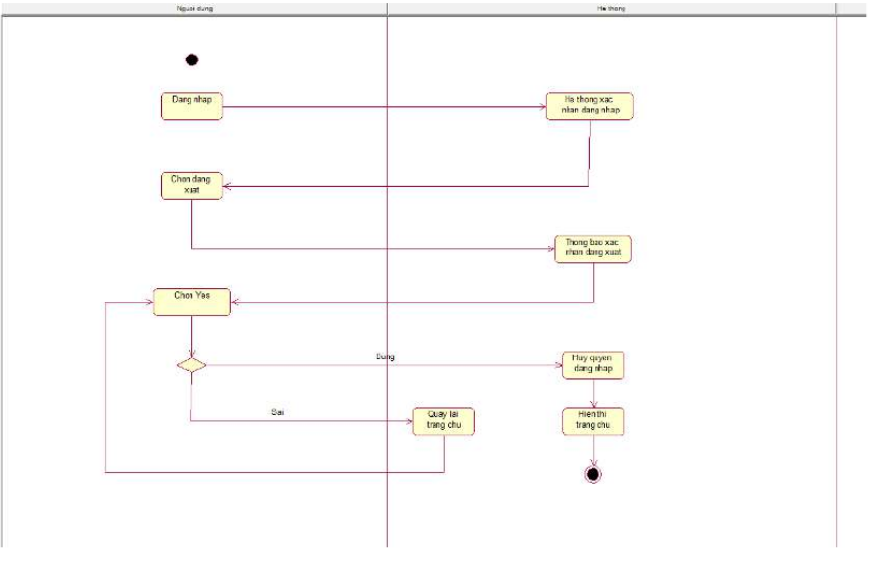 Nguoi dung
He thong
Dang nhap
He thong xac
nhan dang nhap
Chon dang
xuat
Thong bao xac
nhan dang xuat
Chon Yes
Dung
Huy quyen
dang nhap
Sai
Quay lai
trang chu
Hien thi
trang chu